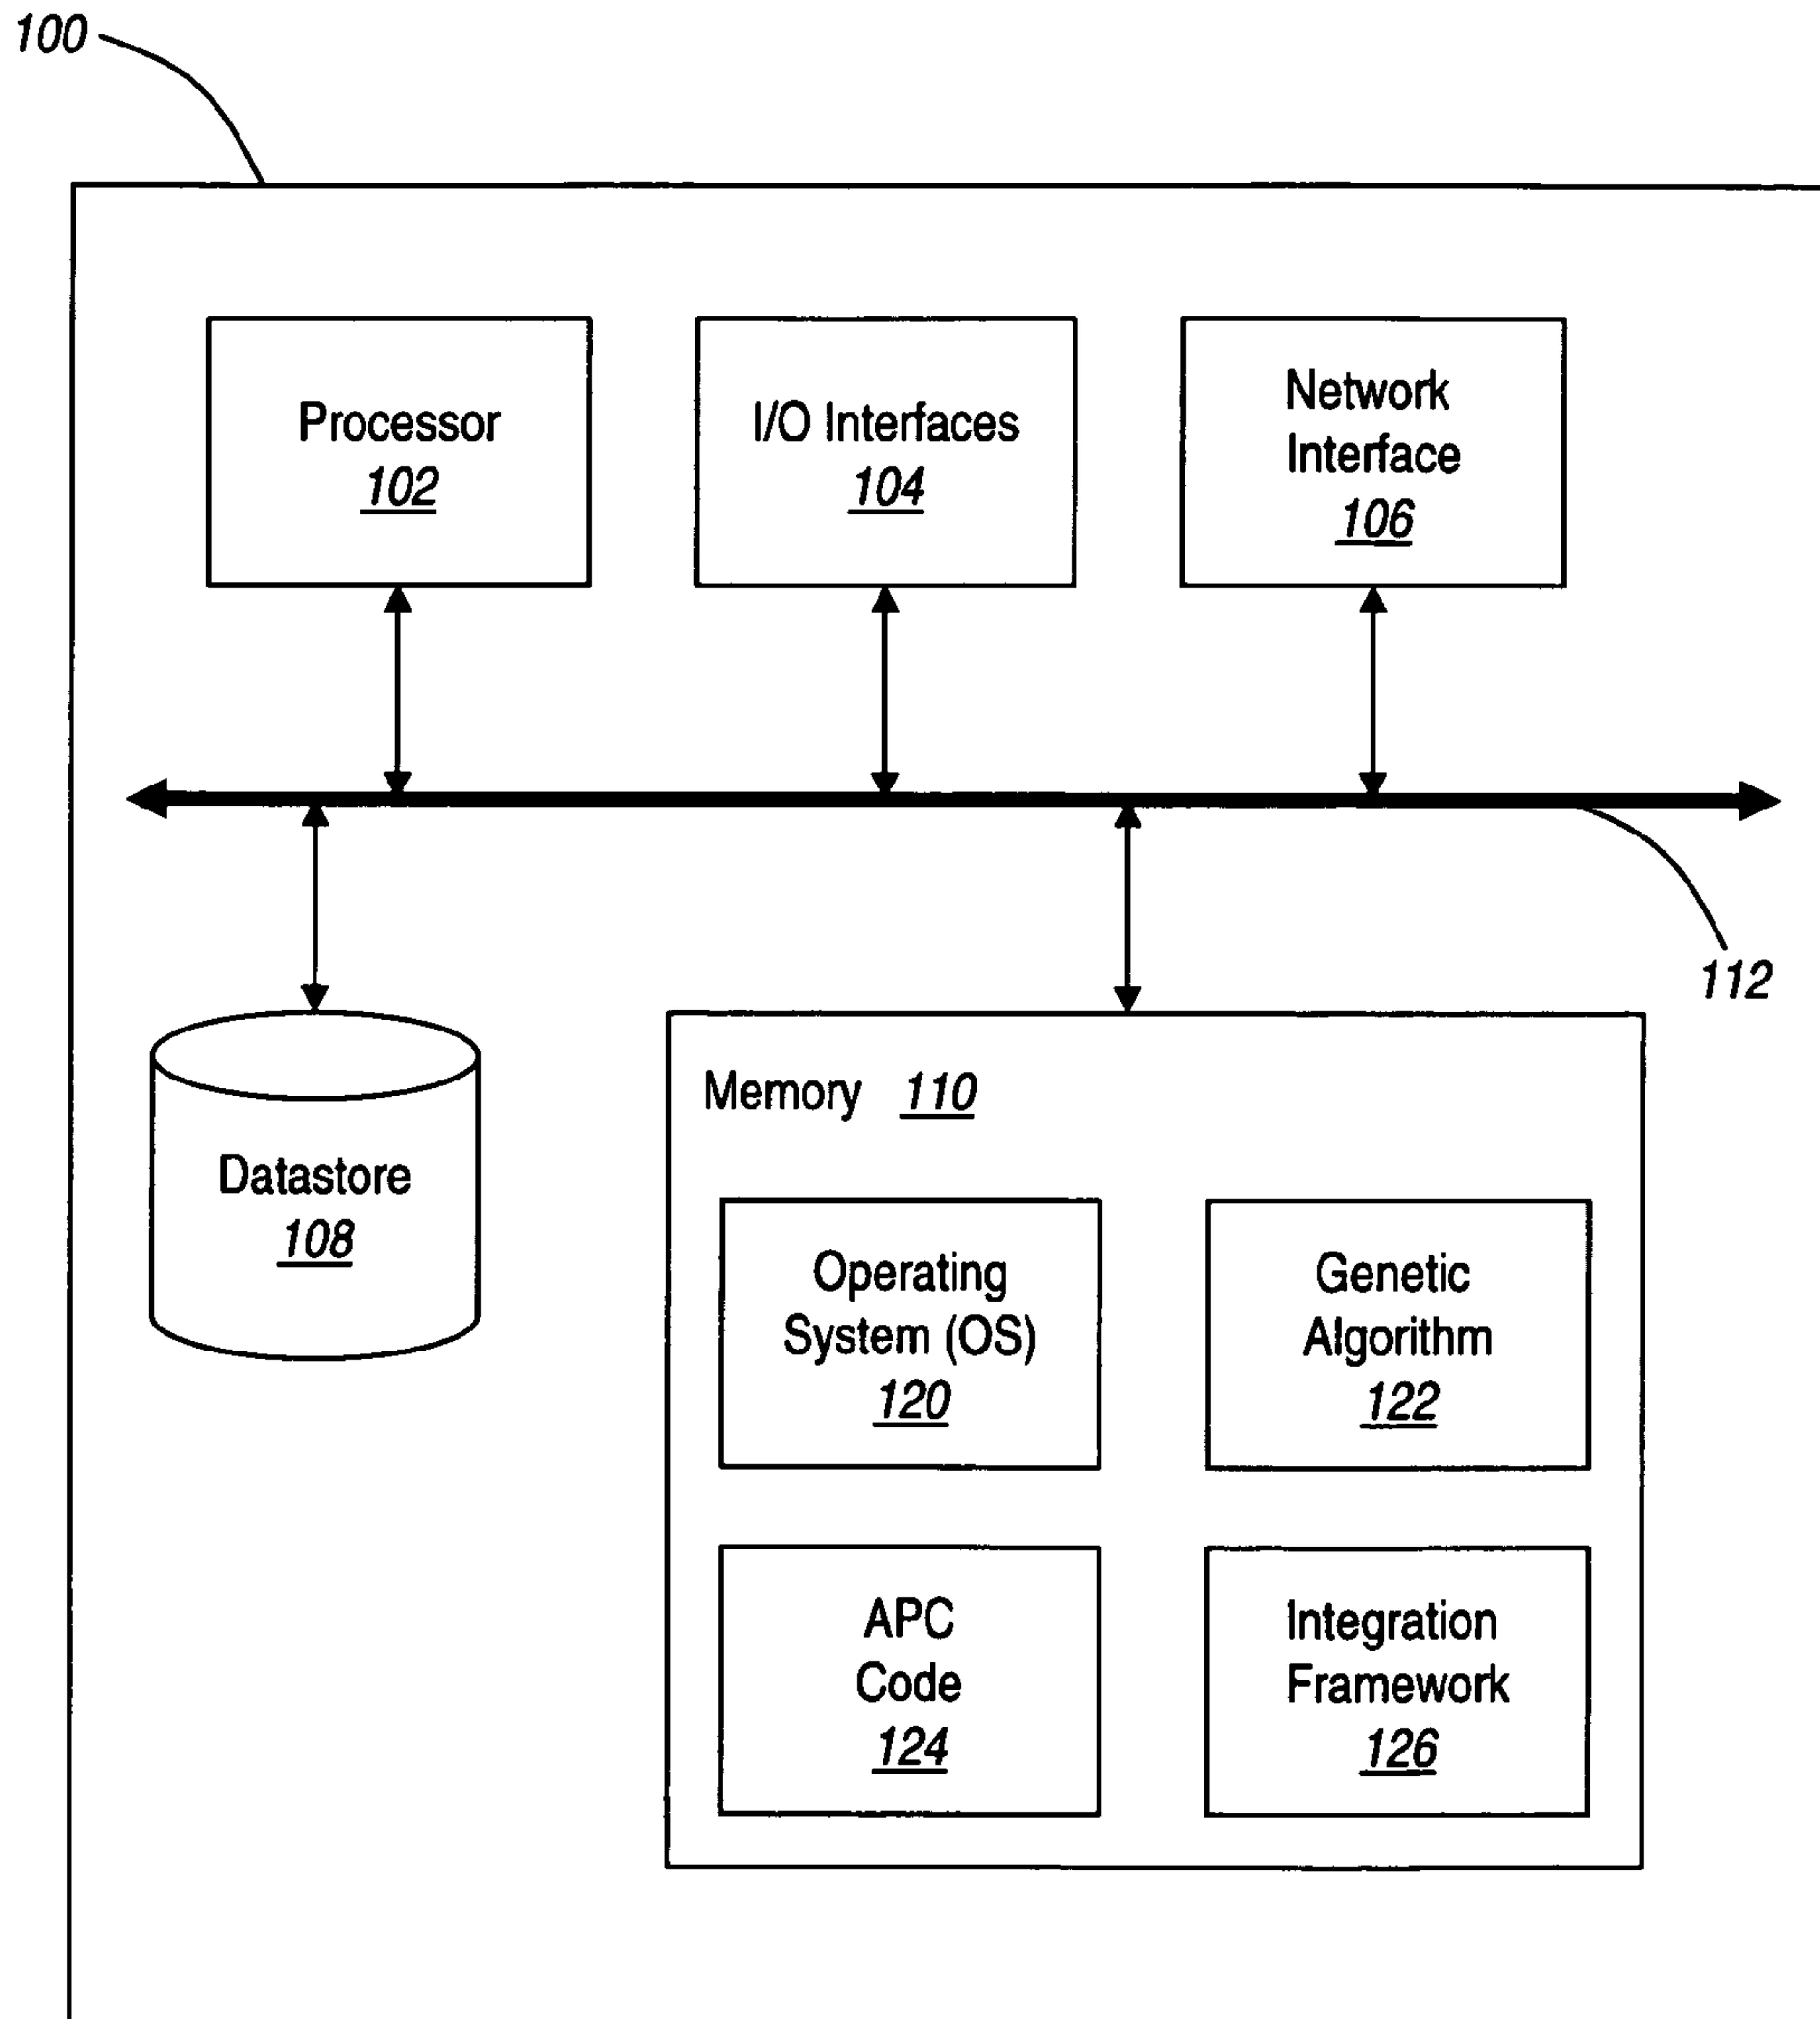 100
Processor
102
I/O Interfaces
104
Network
Interface
106
112
Datastore
108
Memory 110
Operating
System (OS)
120
Genetic
Algorithm
122
APC
Code
124
Integration
Framework
126